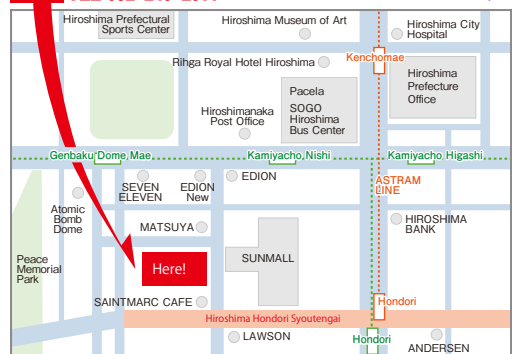 Hiroshima Prefectural
Sports Center
Hiroshima Museum of Art
Hiroshima City
Hospital
Kenchomae
Rihga Royal Hotel Hiroshima
Hiroshima
Prefecture
Office
Pacela
SOGO
Hiroshima
Bus Center
Hiroshimanaka
Post Office
Genbaku Dome Mae
Kamiyacho Nishi
Kamiyacho Higashi
SEVEN
ELEVEN
EDION
New
EDION
ASTRAM
LINE
Atomic
Bomb
Dome
MATSUYA
HIROSHIMA
BANK
Peace
Memorial
Park
Here!
SUNMALL
SAINTMARC CAFE
Hondori
Hiroshima Hondori Syoutengai
LAWSON
Hondori
ANDERSEN